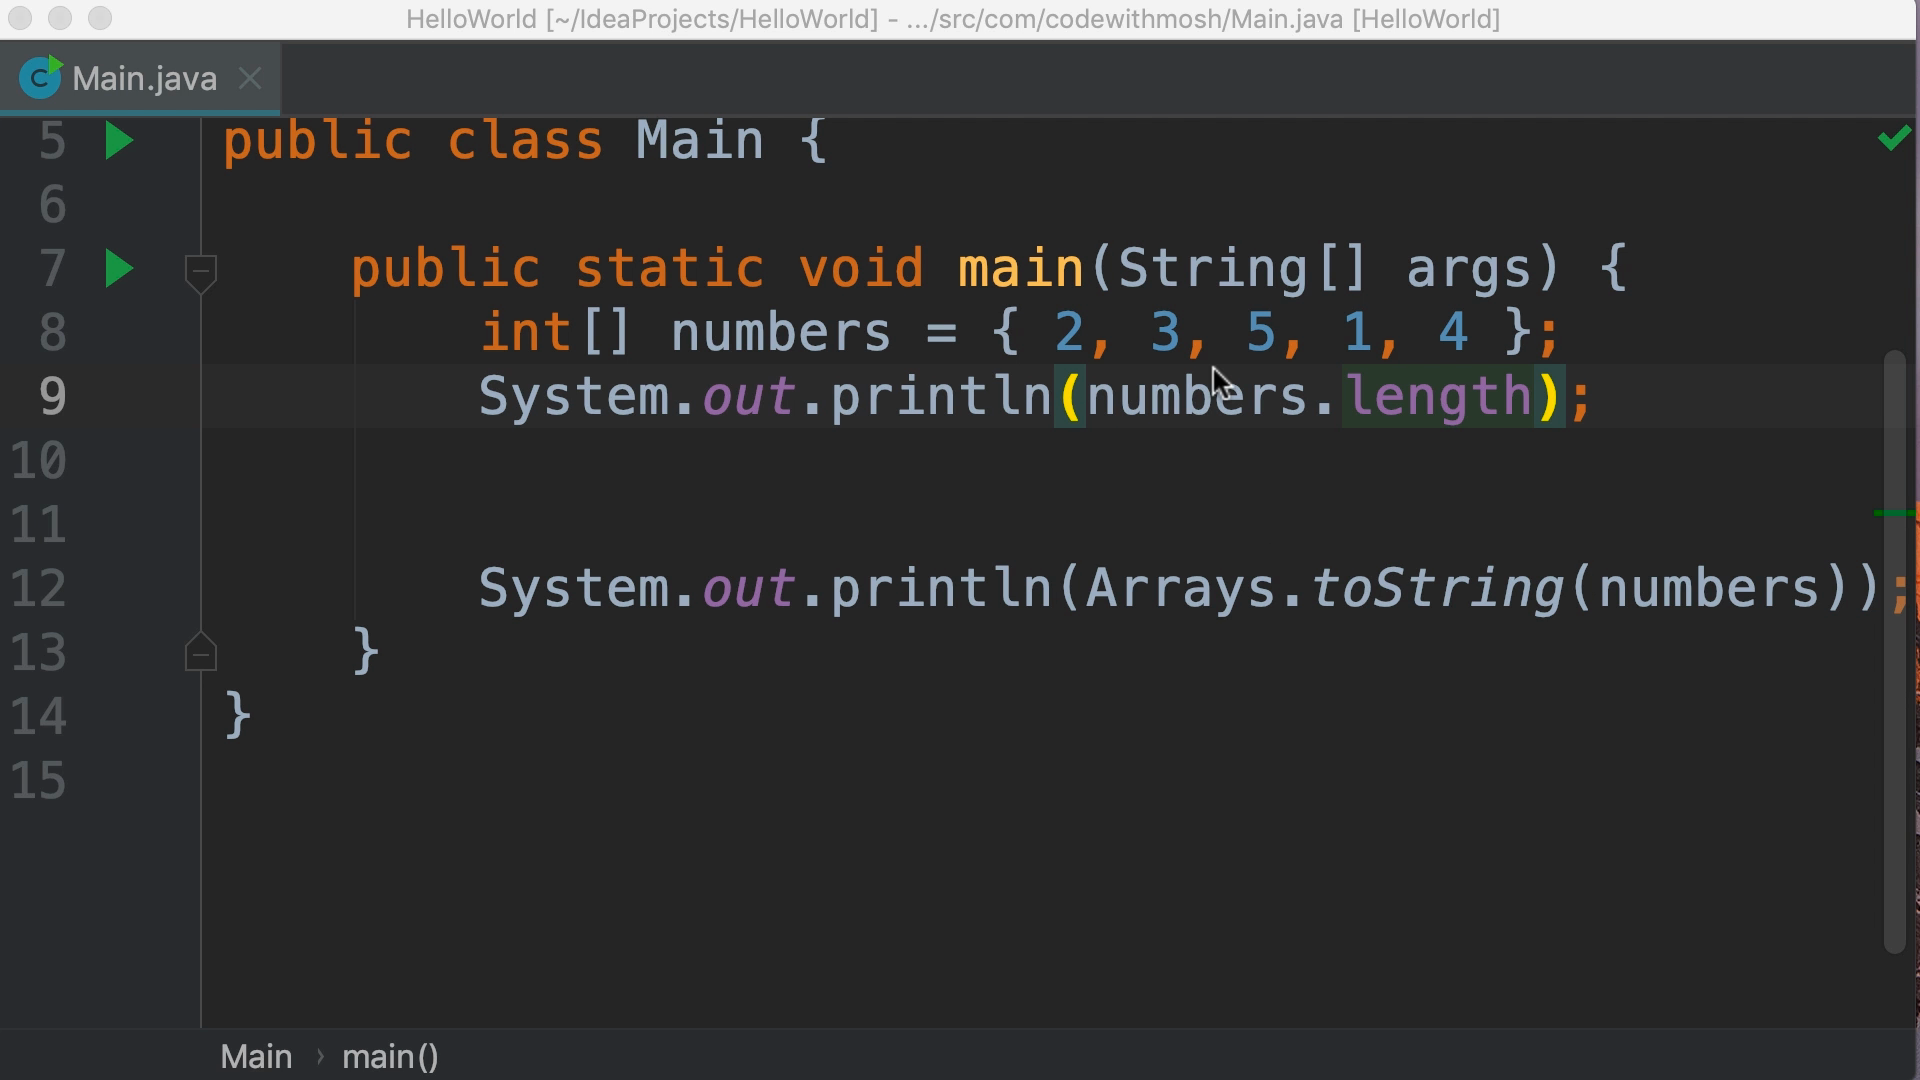 HelloWorld [~/IdeaProjects/HelloWorld] - .../src/com/codewithmosh/Main.java [HelloWorld]
C Main.java
5 public class Main {
6
7 public static void main(String[] args) {
8 int[] numbers = { 2, 3, 5, 1, 4 };
9 System.out.println(numbers.length);
10
11
12 System.out.println(Arrays.toString(numbers));
13 }
14 }
15
Main › main()